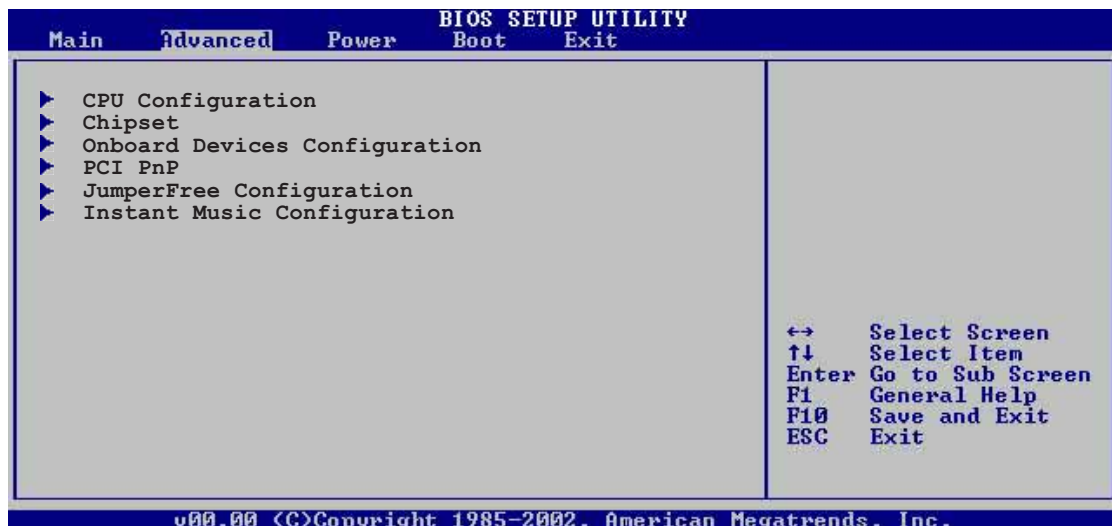 BIOS SETUP UTILITY
Main Advanced Power Boot Exit
CPU Configuration
Chipset
Onboard Devices Configuration
PCI PnP
JumperFree Configuration
Instant Music Configuration
←→ Select Screen
↑↓ Select Item
Enter Go to Sub Screen
F1 General Help
F10 Save and Exit
ESC Exit
v00.00 (C)Copyright 1985-2002, American Megatrends, Inc.